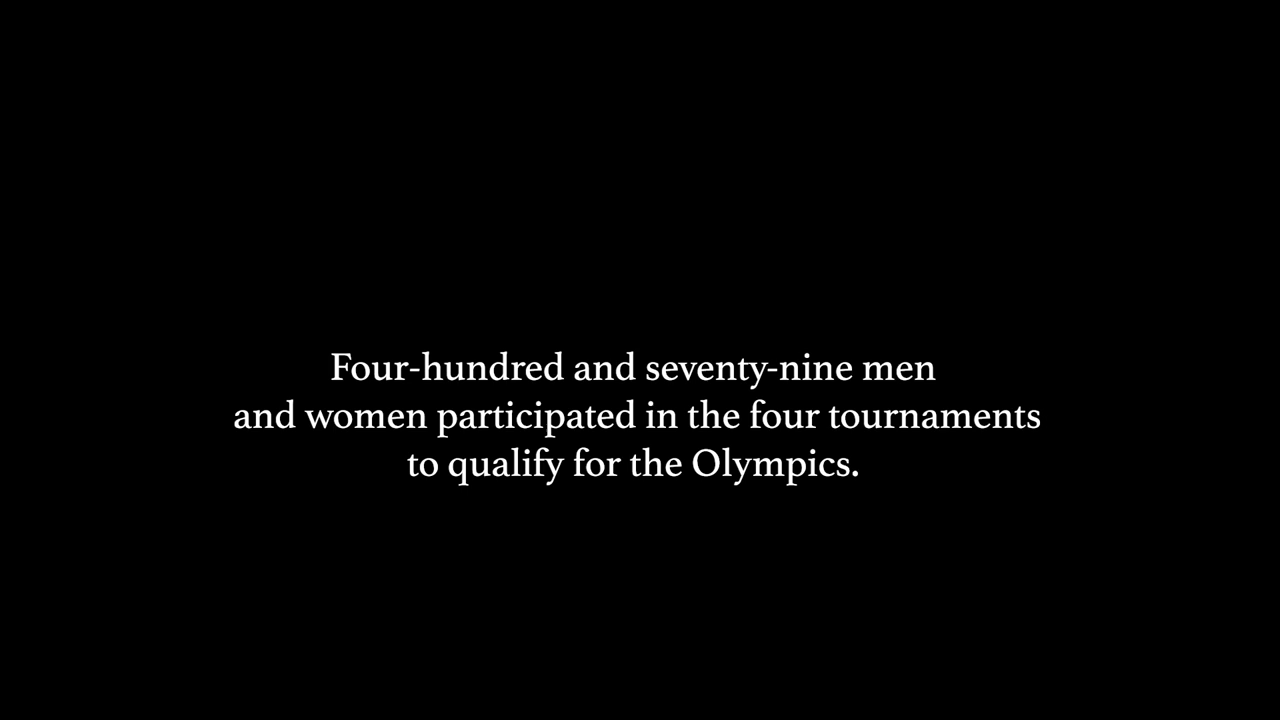 Four-hundred and seventy-nine men
and women participated in the four tournaments
to qualify for the Olympics.